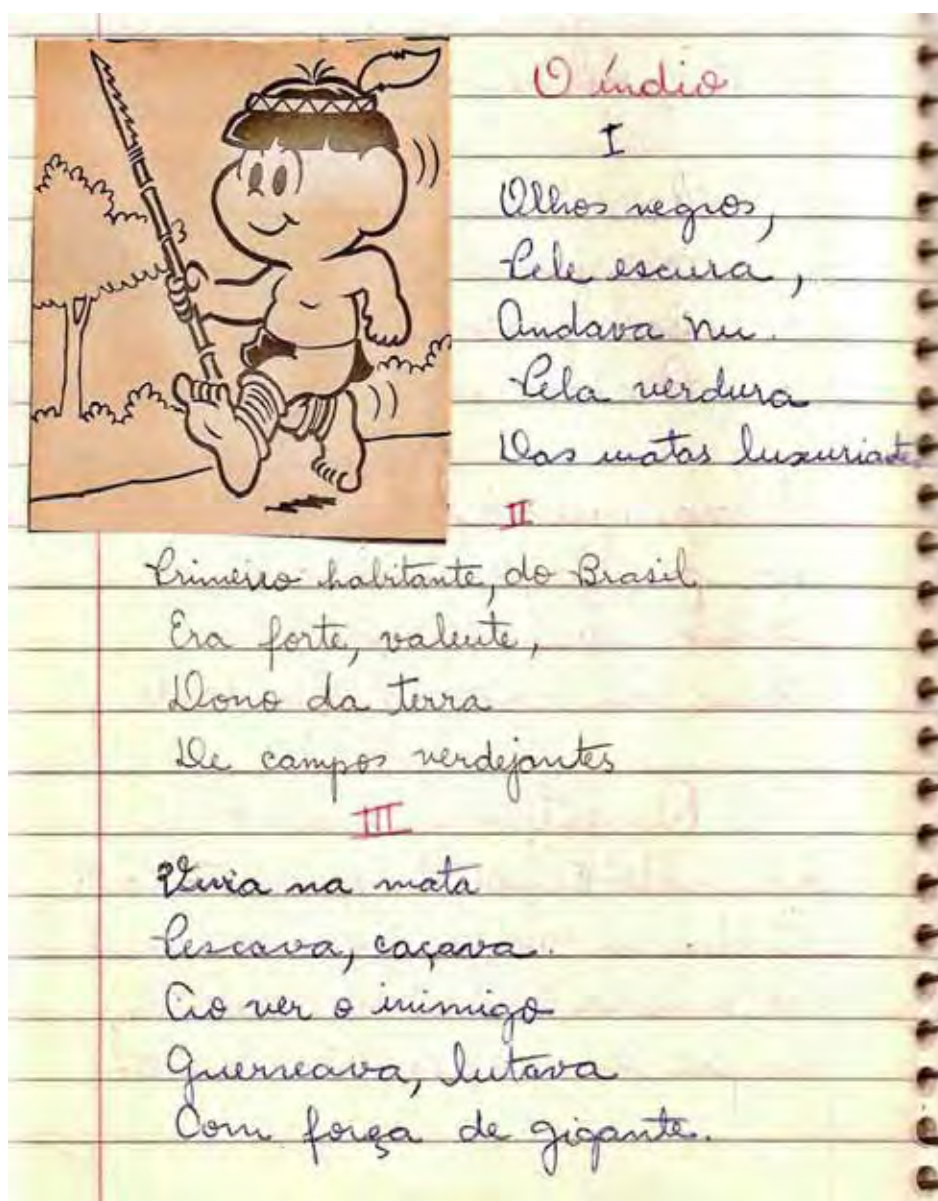 O índio
I
Olhos negros,
Pele escura,
Andava nu.
Pela verdura
Das matas luxuriantes
II
Primeiro habitante, do Brasil
Era forte, valente,
Dono da terra
De campos verdejantes
III
Vivia na mata
Pescava, caçava.
Ao ver o inimigo
Guerreava, lutava
Com força de gigante.